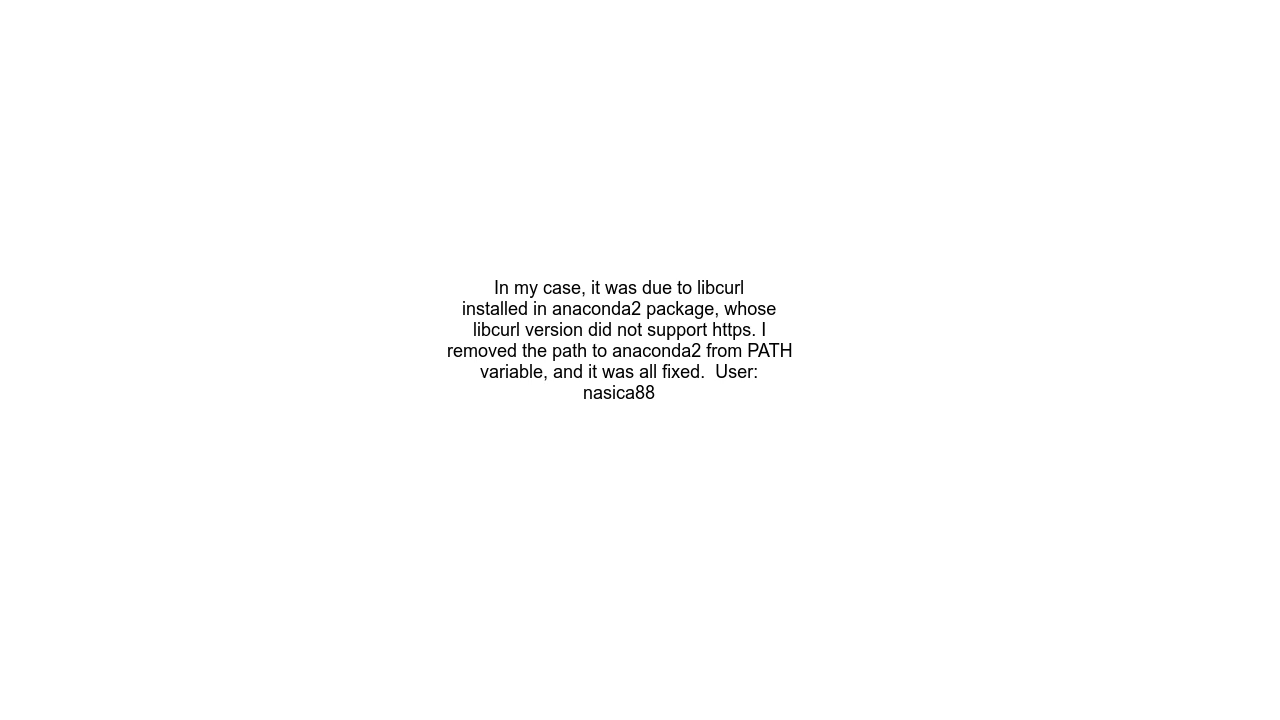 In my case, it was due to libcurl
installed in anaconda2 package, whose
libcurl version did not support https. I
removed the path to anaconda2 from PATH
variable, and it was all fixed.  User:
nasica88